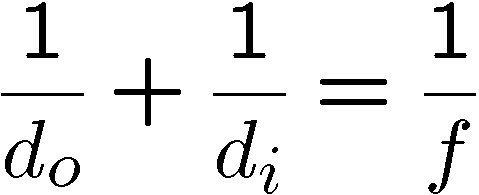 1/d_o + 1/d_i = 1/f